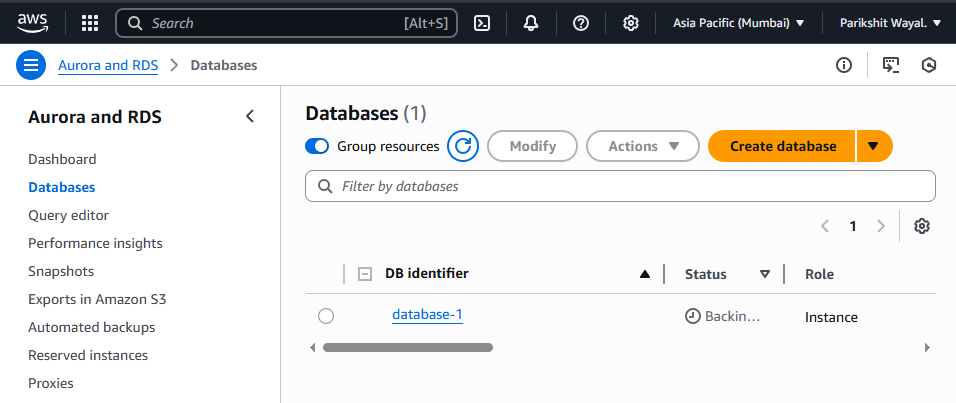 aws
Search [Alt+S] Asia Pacific (Mumbai) Parikshit Wayal.
Aurora and RDS Databases
Aurora and RDS
Dashboard
Databases
Query editor
Performance insights
Snapshots
Exports in Amazon S3
Automated backups
Reserved instances
Proxies
Databases (1)
Group resources Modify Actions Create database
Filter by databases
1
DB identifier Status Role
database-1 Backin... Instance